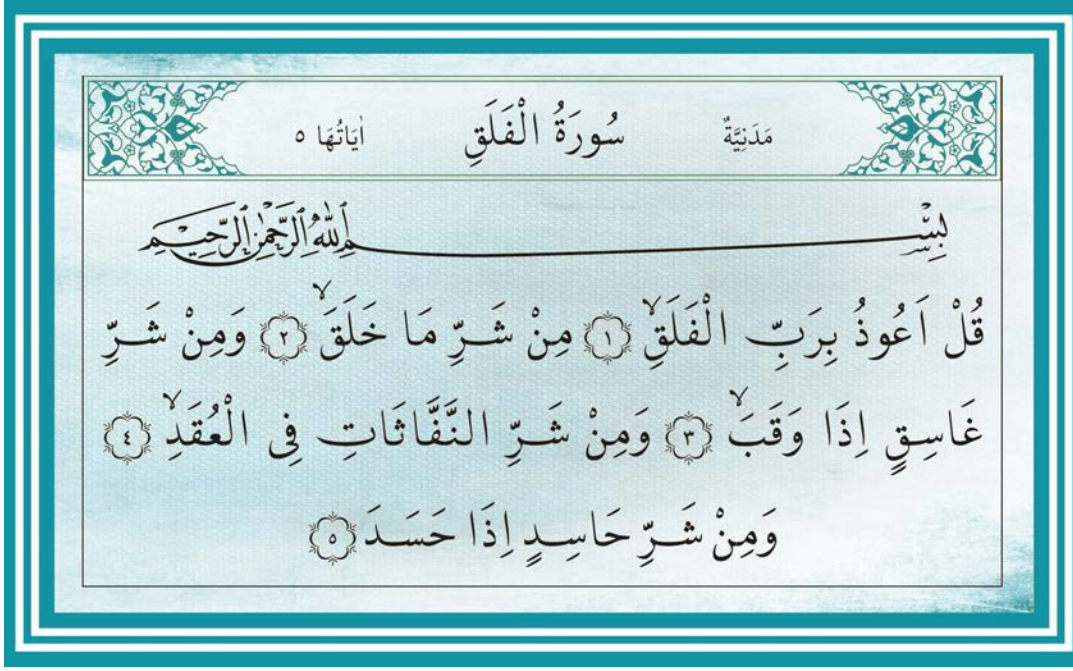 مَدَنِيَّةٌ سُورَةُ الْفَلَقِ اٰيَاتُهَا ٥
بِسْمِ اللّٰهِ الرَّحْمٰنِ الرَّحِيمِ
قُلْ اَعُوذُ بِرَبِّ الْفَلَقِۙ ١ مِنْ شَرِّ مَا خَلَقَۙ ٢ وَمِنْ شَرِّ
غَاسِقٍ اِذَا وَقَبَۙ ٣ وَمِنْ شَرِّ النَّفَّاثَاتِ فِى الْعُقَدِۙ ٤
وَمِنْ شَرِّ حَاسِدٍ اِذَا حَسَدَ ٥